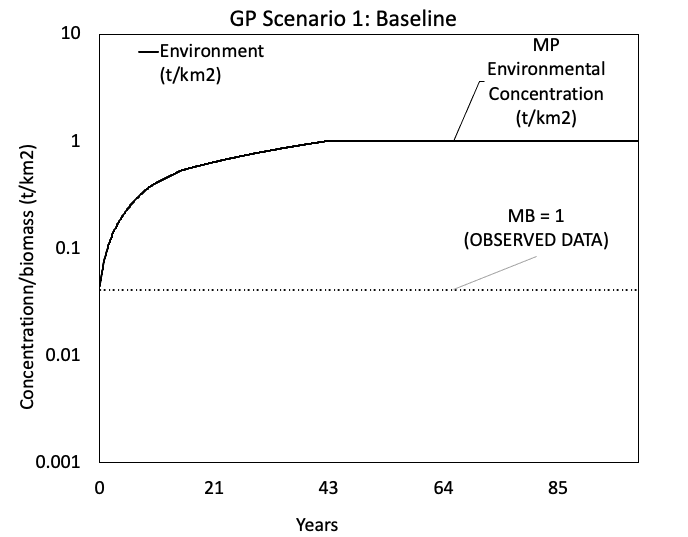 GP Scenario 1: Baseline
10
Environment
(t/km2)
MP
Environmental
Concentration
(t/km2)
1
MB = 1
(OBSERVED DATA)
0.1
0.01
0.001
Concentrationn/biomass (t/km2)
0
21
43
64
85
Years